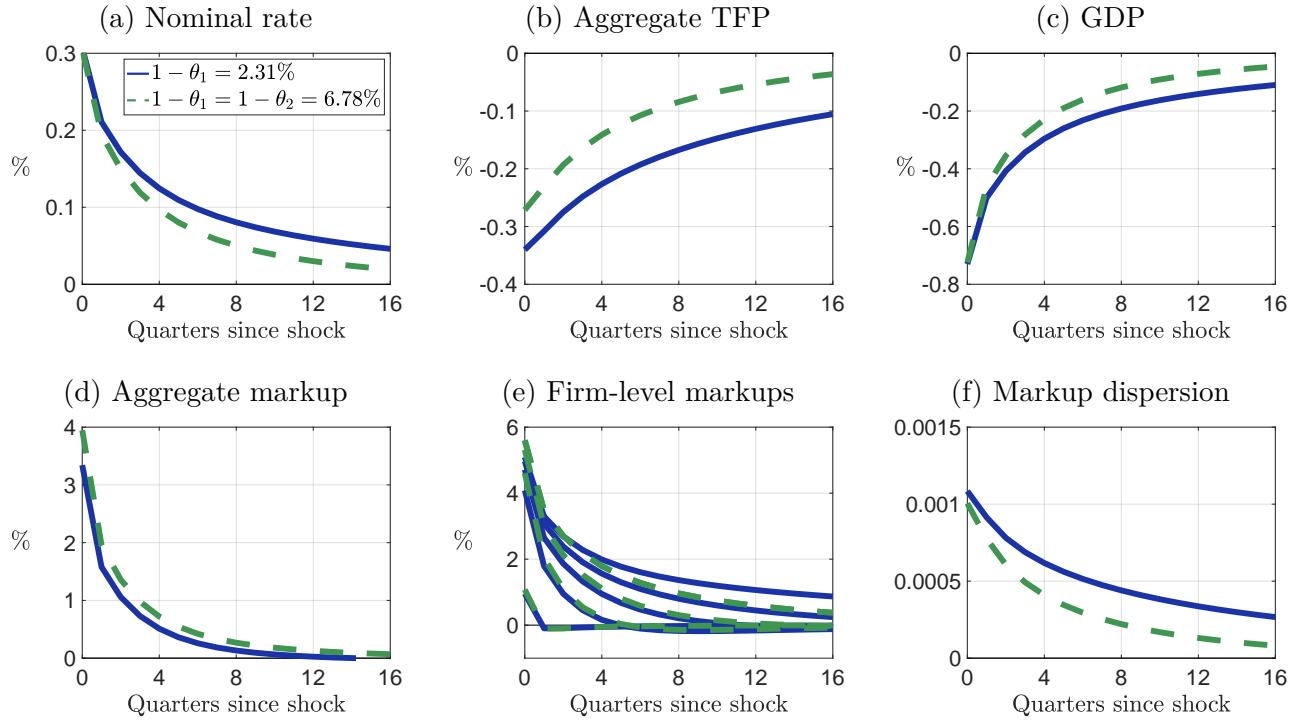 (a) Nominal rate
0.3
0.2
0.1
0
%
1 − θ₁ = 2.31%
1 − θ₁ = 1 − θ₂ = 6.78%
0 4 8 12 16
Quarters since shock
(b) Aggregate TFP
0
-0.1
-0.2
-0.3
-0.4
%
0 4 8 12 16
Quarters since shock
(c) GDP
0
-0.2
-0.4
-0.6
-0.8
%
0 4 8 12 16
Quarters since shock
(d) Aggregate markup
4
3
2
1
0
%
0 4 8 12 16
Quarters since shock
(e) Firm-level markups
6
4
2
0
%
0 4 8 12 16
Quarters since shock
(f) Markup dispersion
0.0015
0.001
0.0005
0
0 4 8 12 16
Quarters since shock